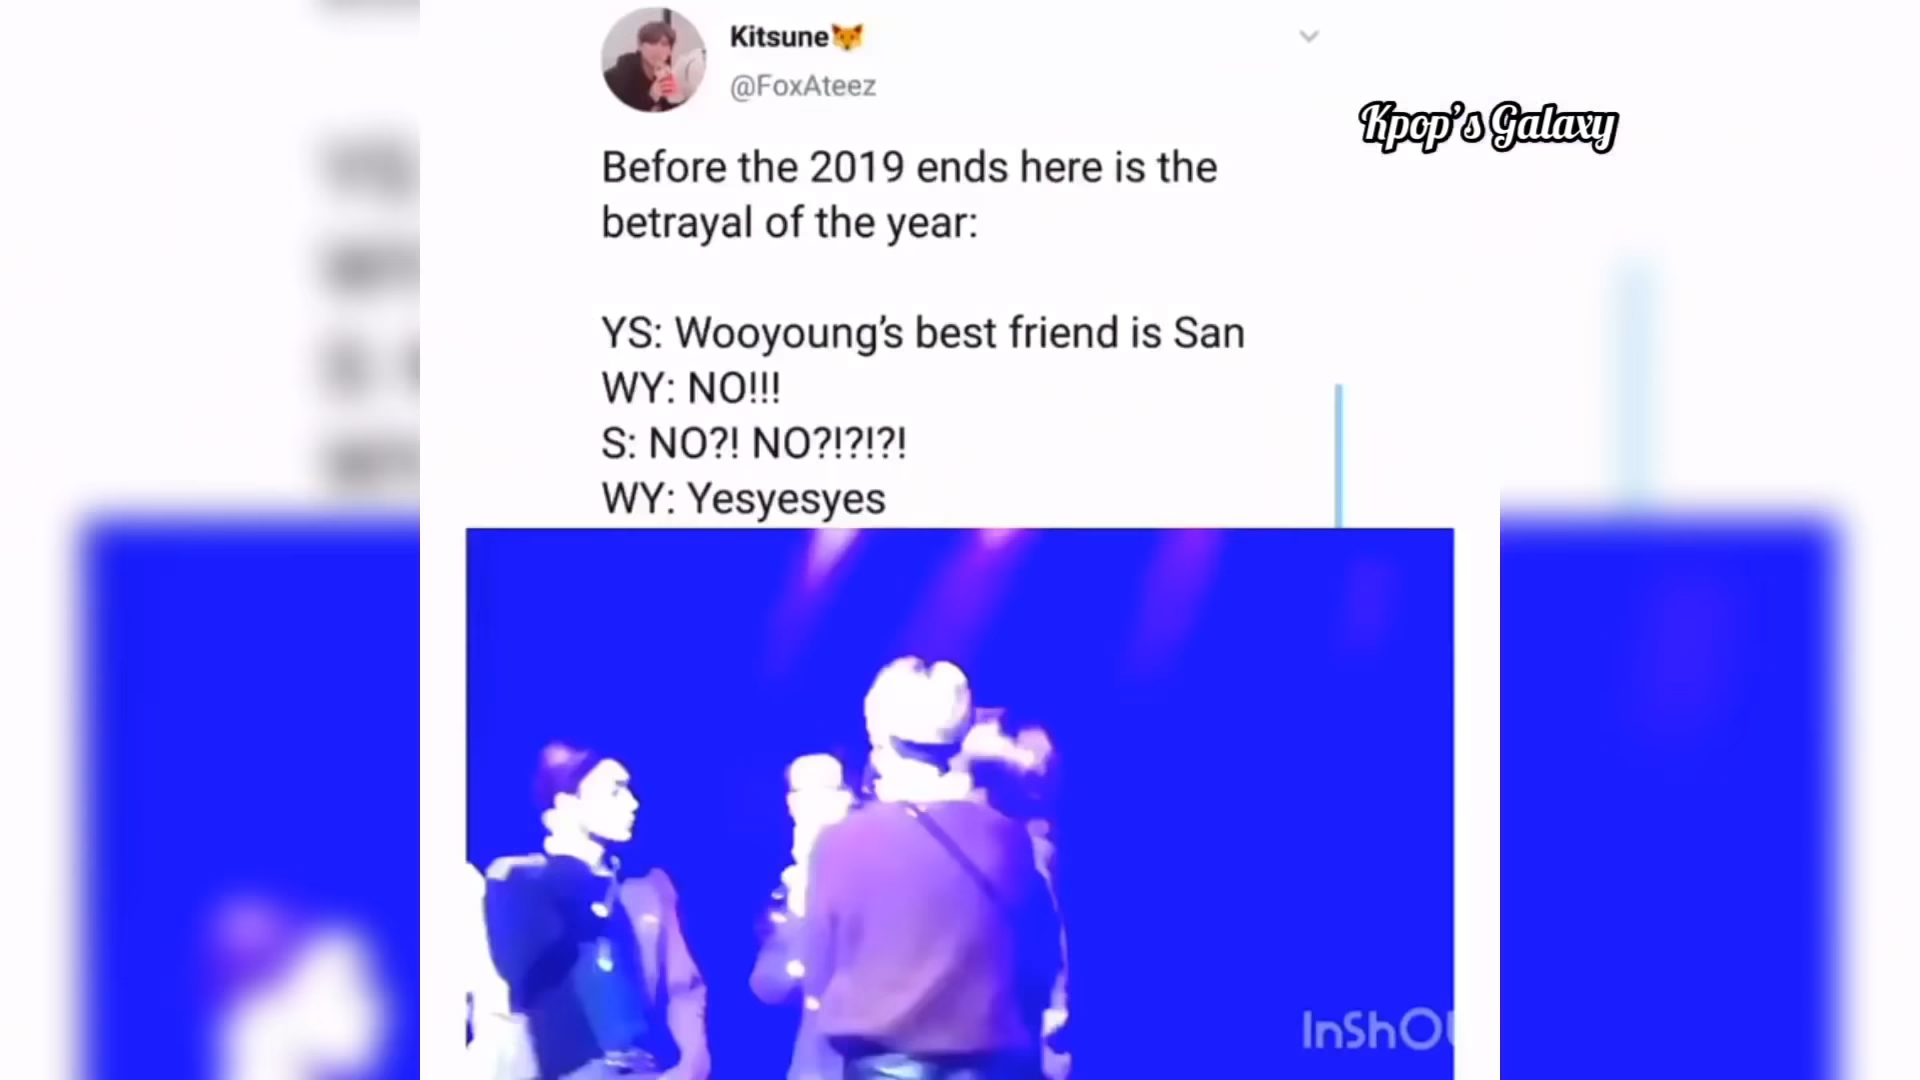 Kitsune🦊
@FoxAteez
Kpop's Galaxy
Before the 2019 ends here is the
betrayal of the year:
YS: Wooyoung's best friend is San
WY: NO!!!
S: NO?! NO?!?!?!
WY: Yesyesyes
InShO